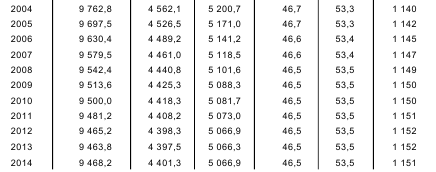 2004 9 762,8 4 562,1 5 200,7 46,7 53,3 1 140
2005 9 697,5 4 526,5 5 171,0 46,7 53,3 1 142
2006 9 630,4 4 489,2 5 141,2 46,6 53,4 1 145
2007 9 579,5 4 461,0 5 118,5 46,6 53,4 1 147
2008 9 542,4 4 440,8 5 101,6 46,5 53,5 1 149
2009 9 513,6 4 425,3 5 088,3 46,5 53,5 1 150
2010 9 500,0 4 418,3 5 081,7 46,5 53,5 1 150
2011 9 481,2 4 408,2 5 073,0 46,5 53,5 1 151
2012 9 465,2 4 398,3 5 066,9 46,5 53,5 1 152
2013 9 463,8 4 397,5 5 066,3 46,5 53,5 1 152
2014 9 468,2 4 401,3 5 066,9 46,5 53,5 1 151